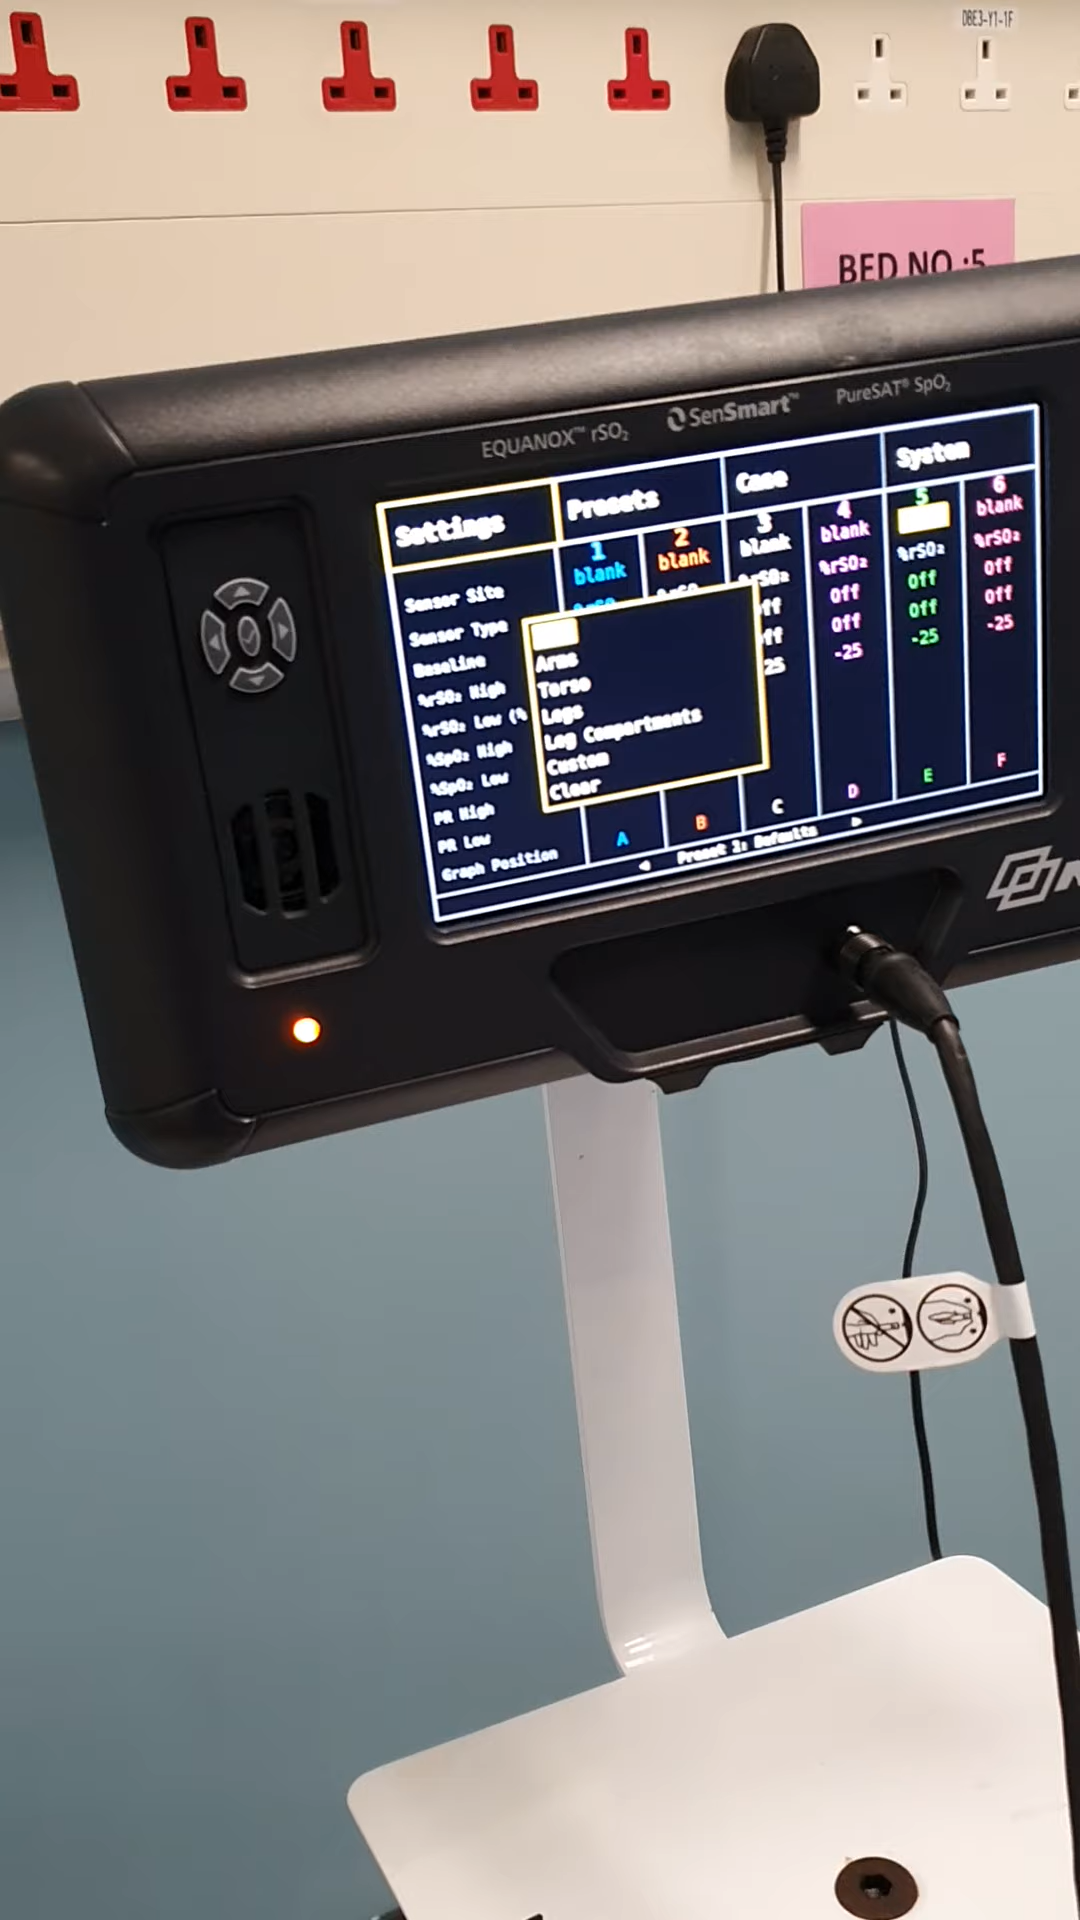 DBE3-Y1-1F
BED NO.:5
EQUANOX™ rSO₂
SenSmart™
PureSAT® SpO₂
Settings
Presets
Case
System
1
2
3
4
5
6
blank
blank
blank
blank
blank
Sensor Site
Sensor Type
%rSO₂
%rSO₂
%rSO₂
Baseline
Off
Off
Off
%rSO₂ High
Off
Off
Off
%rSO₂ Low (%
-25
-25
-25
%SpO₂ High
%SpO₂ Low
PR High
PR Low
Graph Position
A
B
C
D
E
F
Arms
Torso
Legs
Leg Compartments
Custom
Clear
Preset 1: Defaults